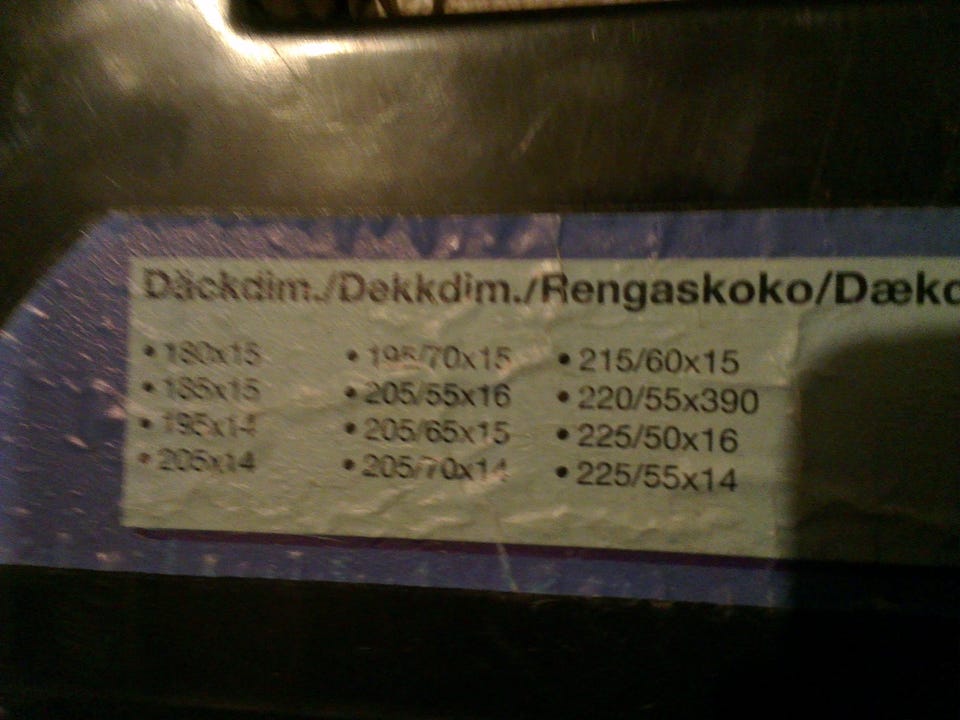 Däckdim./Dekkdim./Rengaskoko/Dækd
• 180x15 • 195/70x15 • 215/60x15
• 185x15 • 205/55x16 • 220/55x390
• 195x14 • 205/65x15 • 225/50x16
• 205x14 • 205/70x14 • 225/55x14